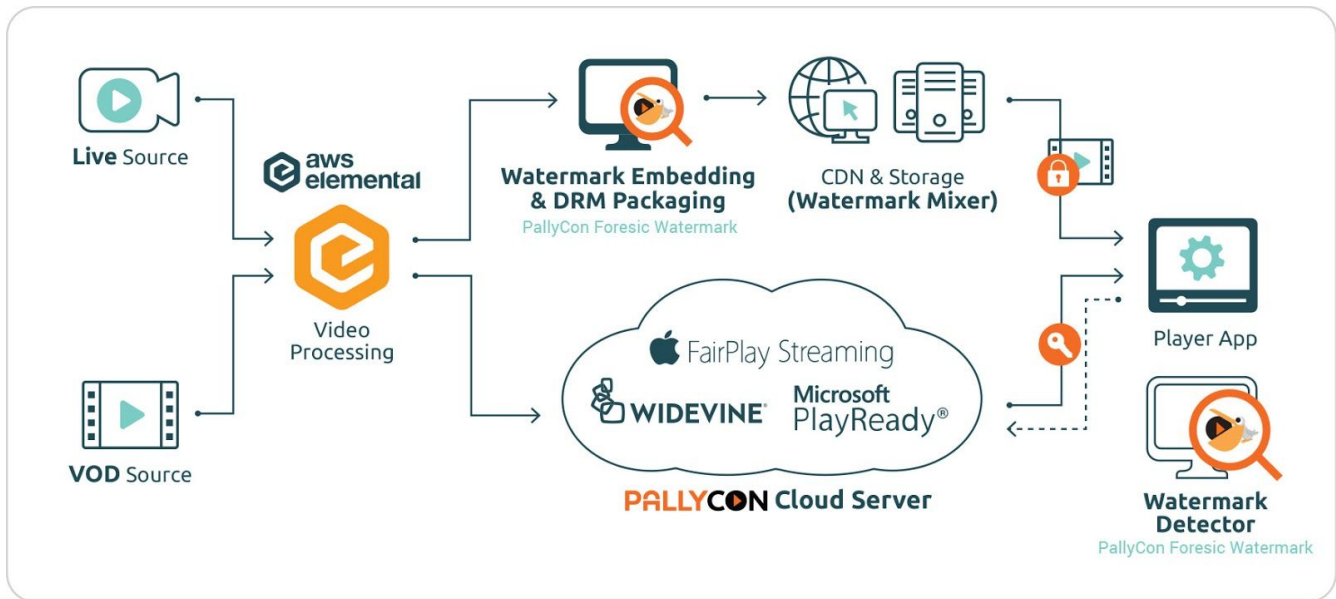 Live Source
aws
elemental
Video
Processing
VOD Source
Watermark Embedding
& DRM Packaging
PallyCon Foresic Watermark
CDN & Storage
(Watermark Mixer)
FairPlay Streaming
WIDEVINE
Microsoft
PlayReady®
PALLYCON Cloud Server
Player App
Watermark
Detector
PallyCon Foresic Watermark